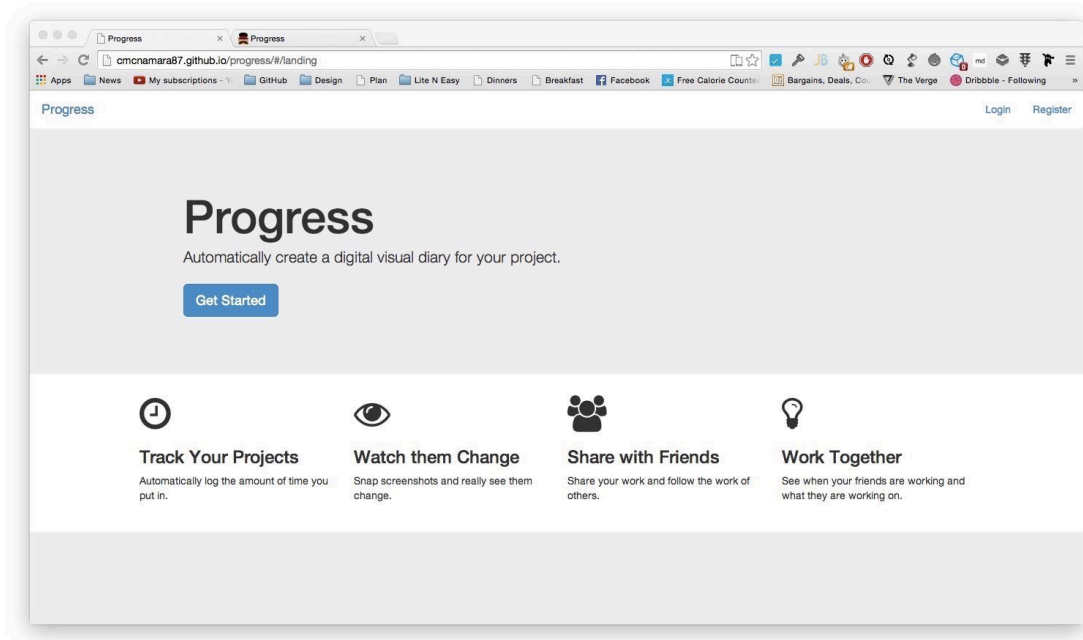 Progress Progress
cmcnamara87.github.io/progress/#/landing
Apps News My subscriptions - GitHub Design Plan Lite N Easy Dinners Breakfast Facebook Free Calorie Counter Bargains, Deals, Cou The Verge Dribbble - Following »
Progress Login Register
Progress
Automatically create a digital visual diary for your project.
Get Started
Track Your Projects
Automatically log the amount of time you
put in.
Watch them Change
Snap screenshots and really see them
change.
Share with Friends
Share your work and follow the work of
others.
Work Together
See when your friends are working and
what they are working on.